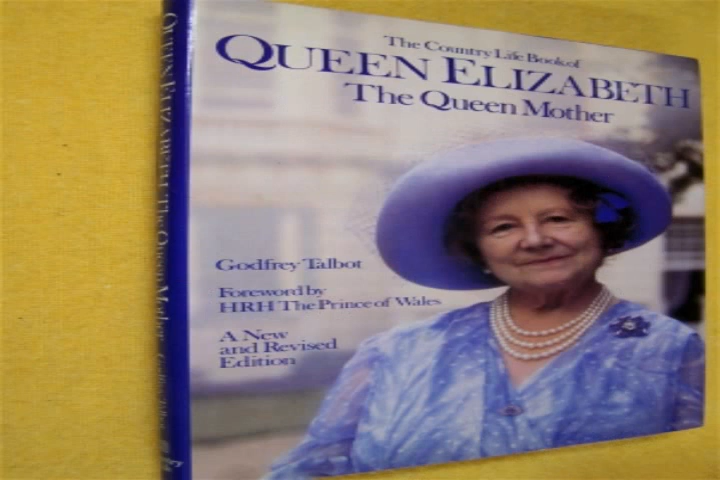 The Country Life Book of
QUEEN ELIZABETH
The Queen Mother
Godfrey Talbot
Foreword by
HRH The Prince of Wales
A New
and Revised
Edition
QUEEN ELIZABETH The Queen Mother